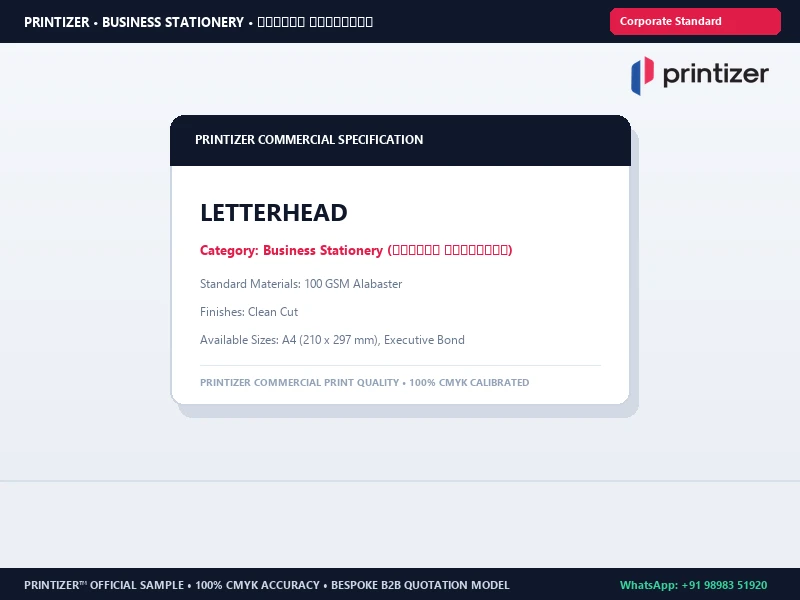 PRINTIZER • BUSINESS STATIONERY •
Corporate Standard
printizer
PRINTIZER COMMERCIAL SPECIFICATION
LETTERHEAD
Category: Business Stationery
Standard Materials: 100 GSM Alabaster
Finishes: Clean Cut
Available Sizes: A4 (210 x 297 mm), Executive Bond
PRINTIZER COMMERCIAL PRINT QUALITY • 100% CMYK CALIBRATED
PRINTIZER™ OFFICIAL SAMPLE • 100% CMYK ACCURACY • BESPOKE B2B QUOTATION MODEL
WhatsApp: +91 98983 51920